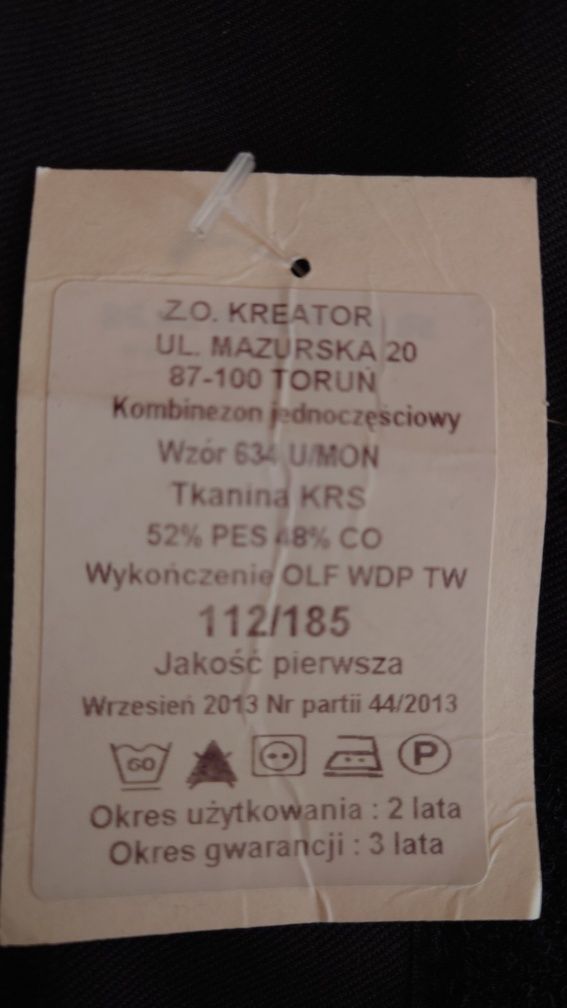 Z.O. KREATOR
UL. MAZURSKA 20
87-100 TORUŃ
Kombinezon jednoczęściowy
Wzór 634 U/MON
Tkanina KRS
52% PES 48% CO
Wykończenie OLF WDP TW
112/185
Jakość pierwsza
Wrzesień 2013 Nr partii 44/2013
60 P
Okres użytkowania : 2 lata
Okres gwarancji : 3 lata